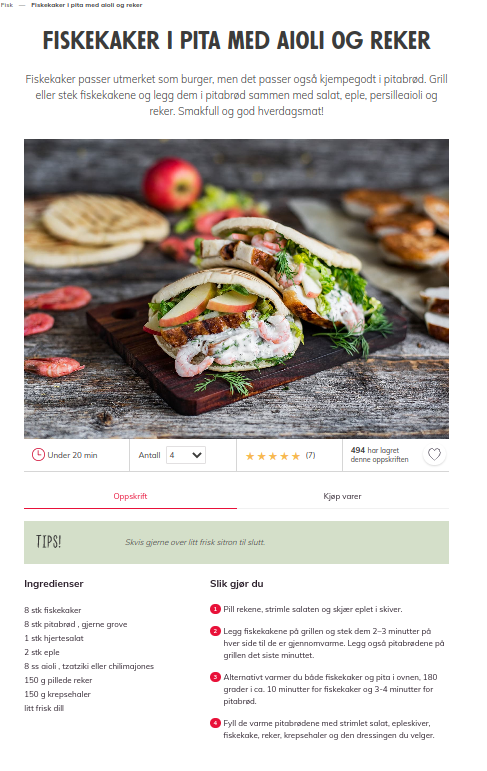 Fisk — Fiskekaker i pita med aioli og reker
FISKEKAKER I PITA MED AIOLI OG REKER
Fiskekaker passer utmerket som burger, men det passer også kjempegodt i pitabrød. Grill
eller stek fiskekakene og legg dem i pitabrød sammen med salat, eple, persilleaioli og
reker. Smakfull og god hverdagsmat!
Under 20 min
Antall 4
(7)
494 har lagret
denne oppskriften
Oppskrift
Kjøp varer
TIPS!
Skvis gjerne over litt frisk sitron til slutt.
Ingredienser
8 stk fiskekaker
8 stk pitabrød , gjerne grove
1 stk hjertesalat
2 stk eple
8 ss aioli , tzatziki eller chilimajones
150 g pillede reker
150 g krepsehaler
litt frisk dill
Slik gjør du
1 Pill rekene, strimle salaten og skjær eplet i skiver.
2 Legg fiskekakene på grillen og stek dem 2–3 minutter på
hver side til de er gjennomvarme. Legg også pitabrødene på
grillen det siste minuttet.
3 Alternativt varmer du både fiskekaker og pita i ovnen, 180
grader i ca. 10 minutter for fiskekaker og 3-4 minutter for
pitabrød.
4 Fyll de varme pitabrødene med strimlet salat, epleskiver,
fiskekake, reker, krepsehaler og den dressingen du velger.